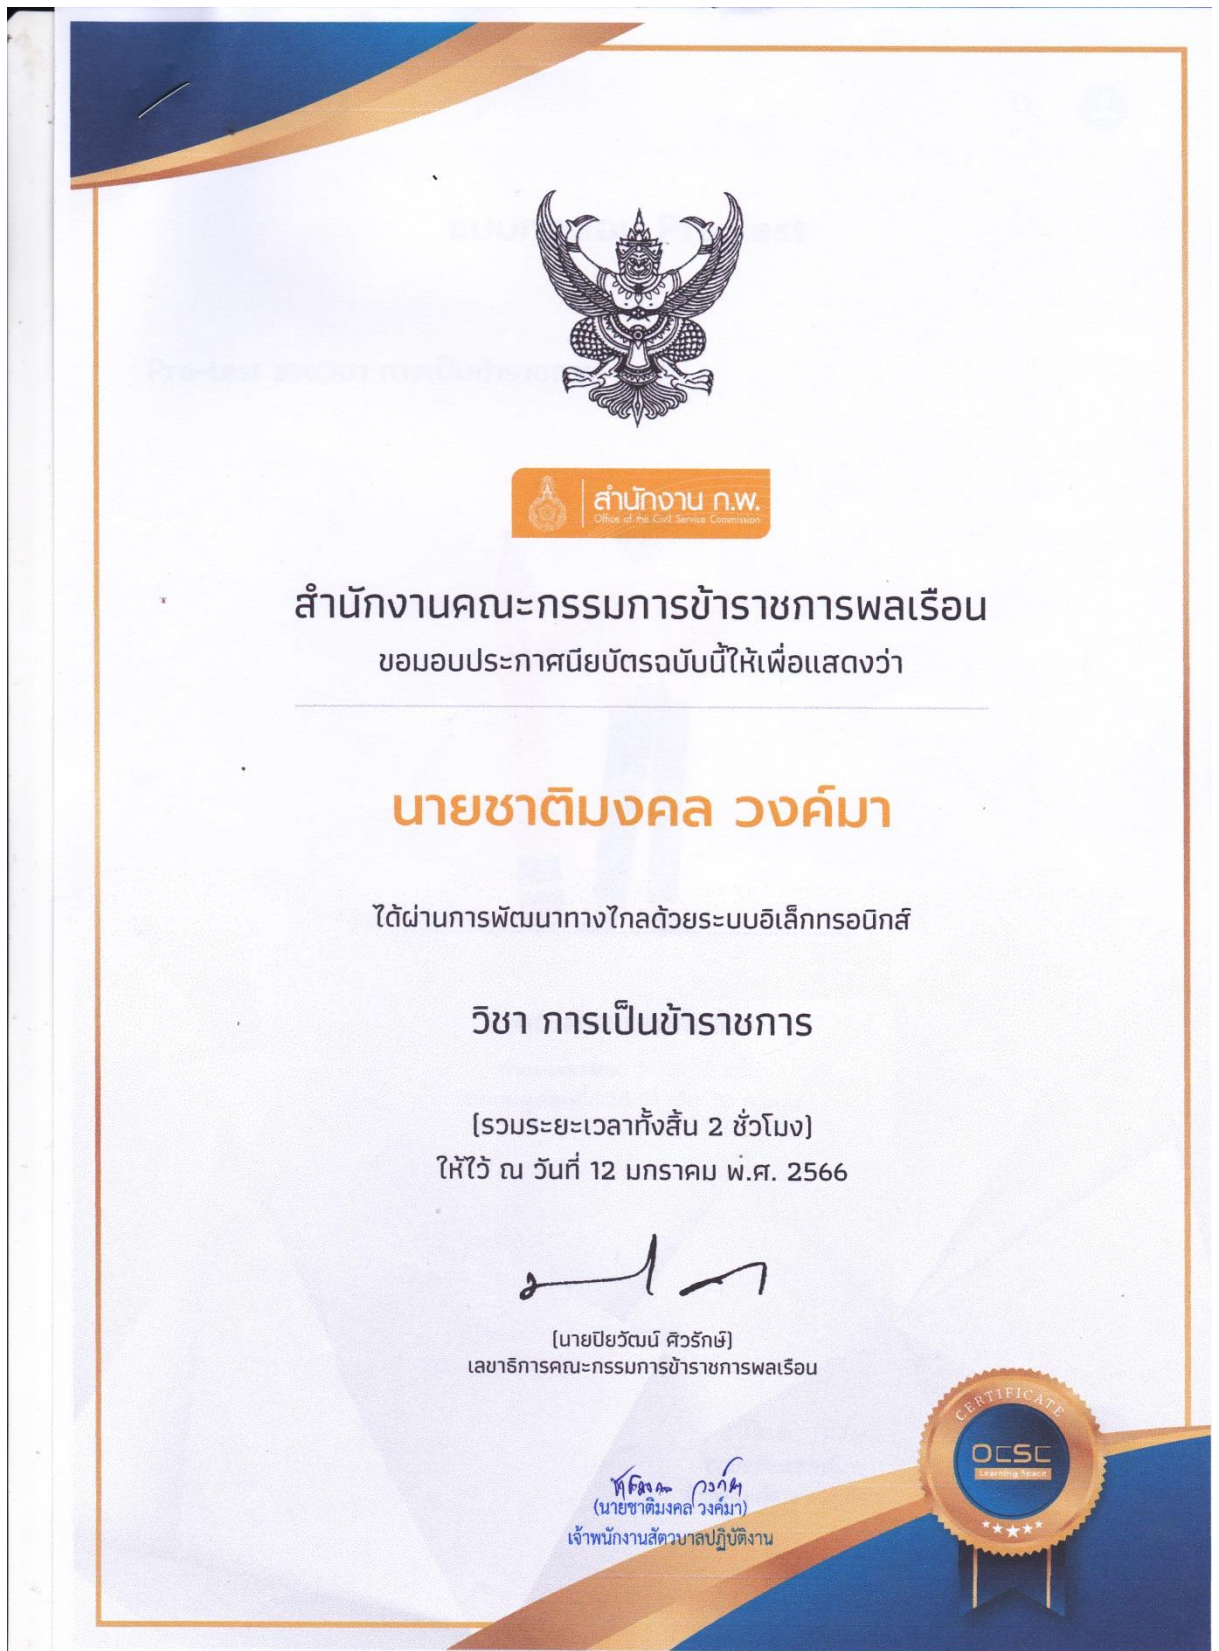 สำนักงาน ก.พ.
Office of the Civil Service Commission
สำนักงานคณะกรรมการข้าราชการพลเรือน
ขอมอบประกาศนียบัตรฉบับนี้ให้เพื่อแสดงว่า
นายชาติมงคล วงค์มา
ได้ผ่านการพัฒนาทางไกลด้วยระบบอิเล็กทรอนิกส์
วิชา การเป็นข้าราชการ
(รวมระยะเวลาทั้งสิ้น 2 ชั่วโมง)
ให้ไว้ ณ วันที่ 12 มกราคม พ.ศ. 2566
(นายปิยวัฒน์ ศิวรักษ์)
เลขาธิการคณะกรรมการข้าราชการพลเรือน
CERTIFICATE
OCSC
Learning Space
ชาติมงคล วงค์มา
(นายชาติมงคล วงค์มา)
เจ้าพนักงานสัตวบาลปฏิบัติงาน